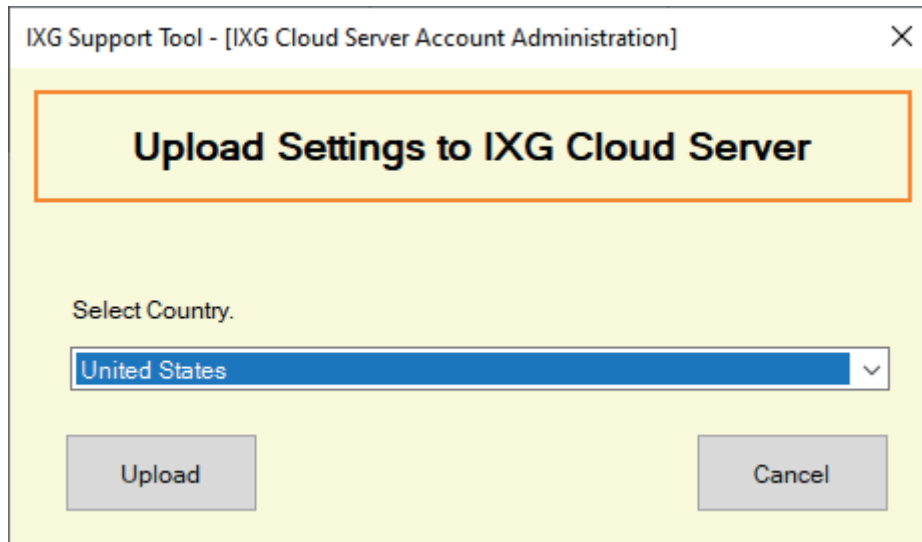 IXG Support Tool - [IXG Cloud Server Account Administration]
Upload Settings to IXG Cloud Server
Select Country.
United States
Upload
Cancel